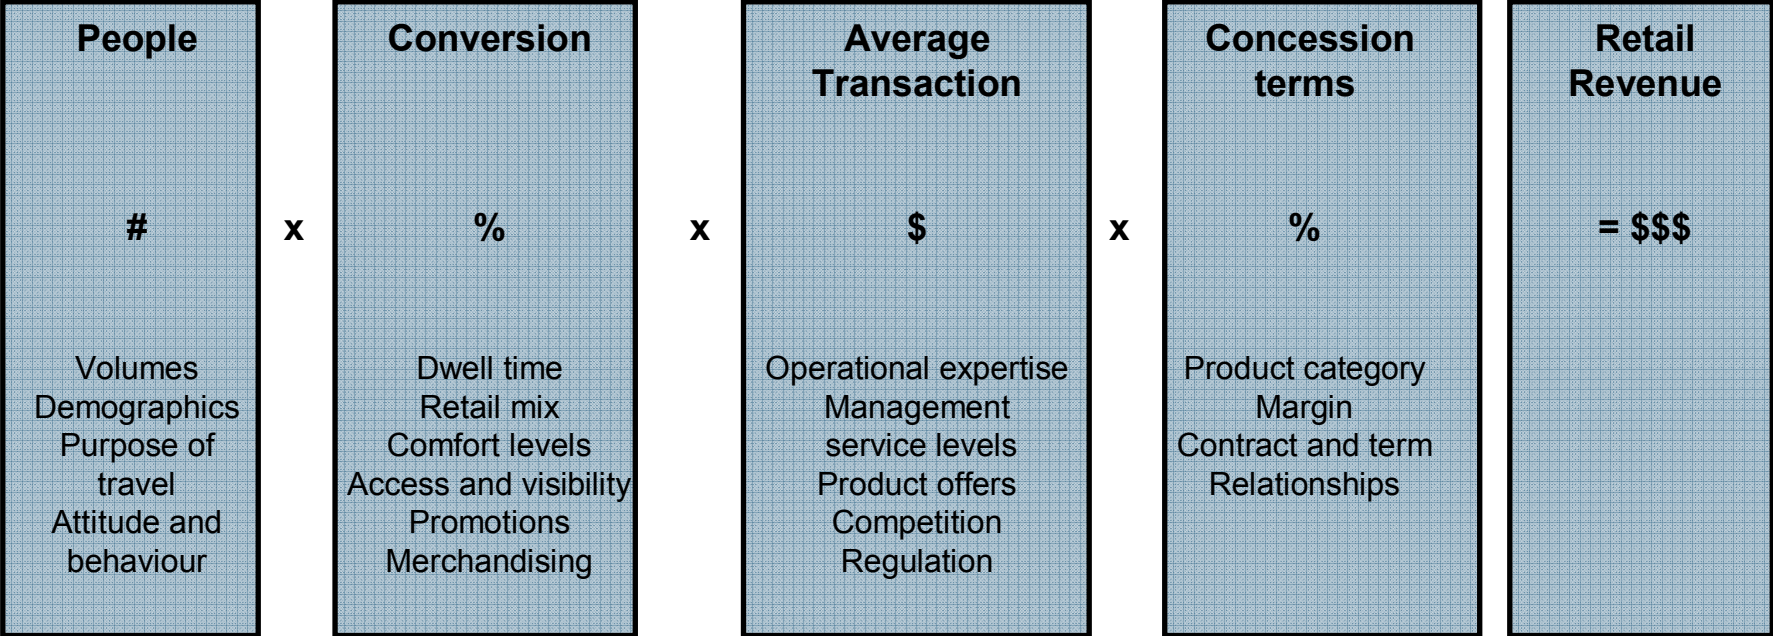 People
#
Volumes
Demographics
Purpose of
travel
Attitude and
behaviour
x
Conversion
%
Dwell time
Retail mix
Comfort levels
Access and visibility
Promotions
Merchandising
x
Average
Transaction
$
Operational expertise
Management
service levels
Product offers
Competition
Regulation
x
Concession
terms
%
Product category
Margin
Contract and term
Relationships
Retail
Revenue
= $$$